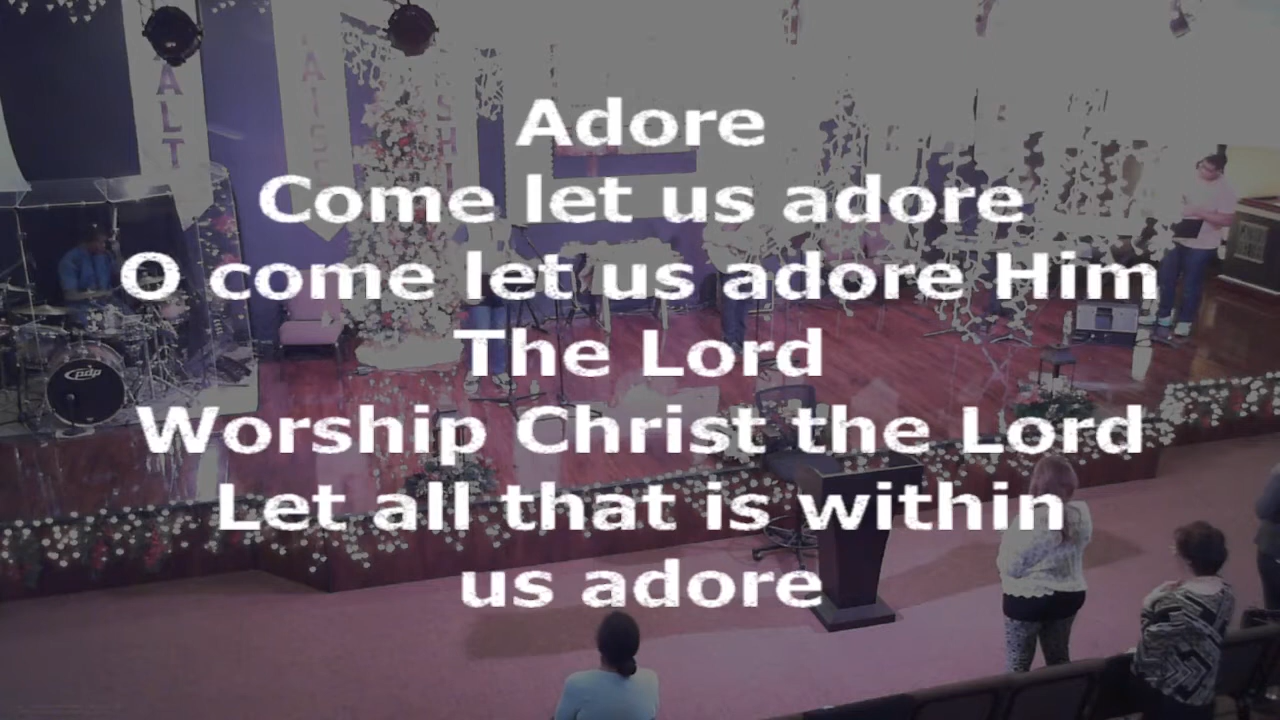 Adore
Come let us adore
O come let us adore Him
The Lord
Worship Christ the Lord
Let all that is within
us adore
pdp